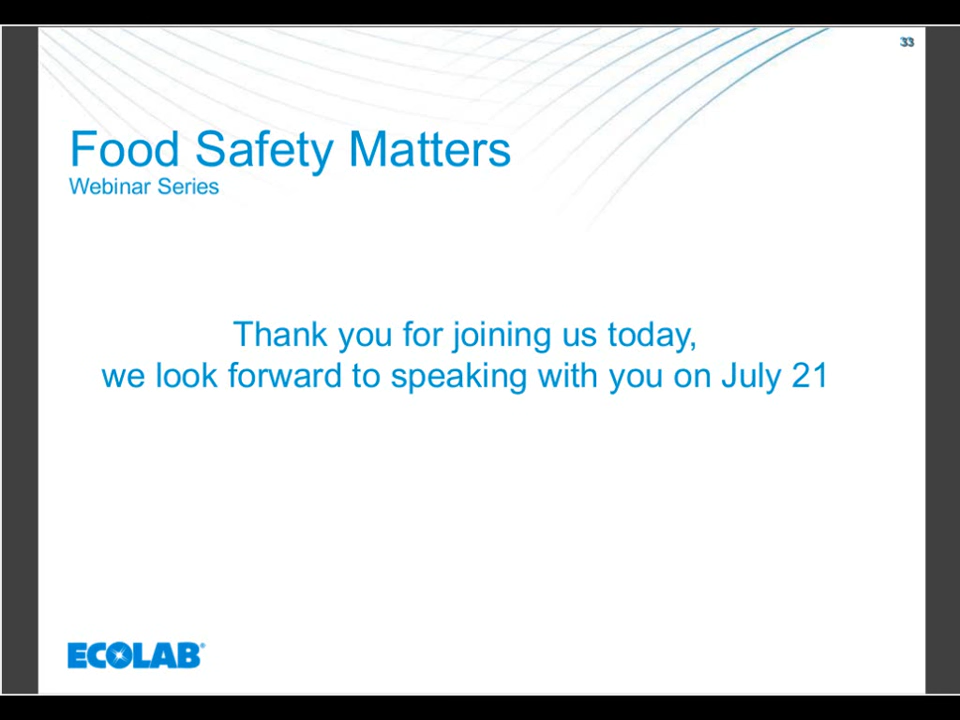 33
Food Safety Matters
Webinar Series
Thank you for joining us today,
we look forward to speaking with you on July 21
ECOLAB®